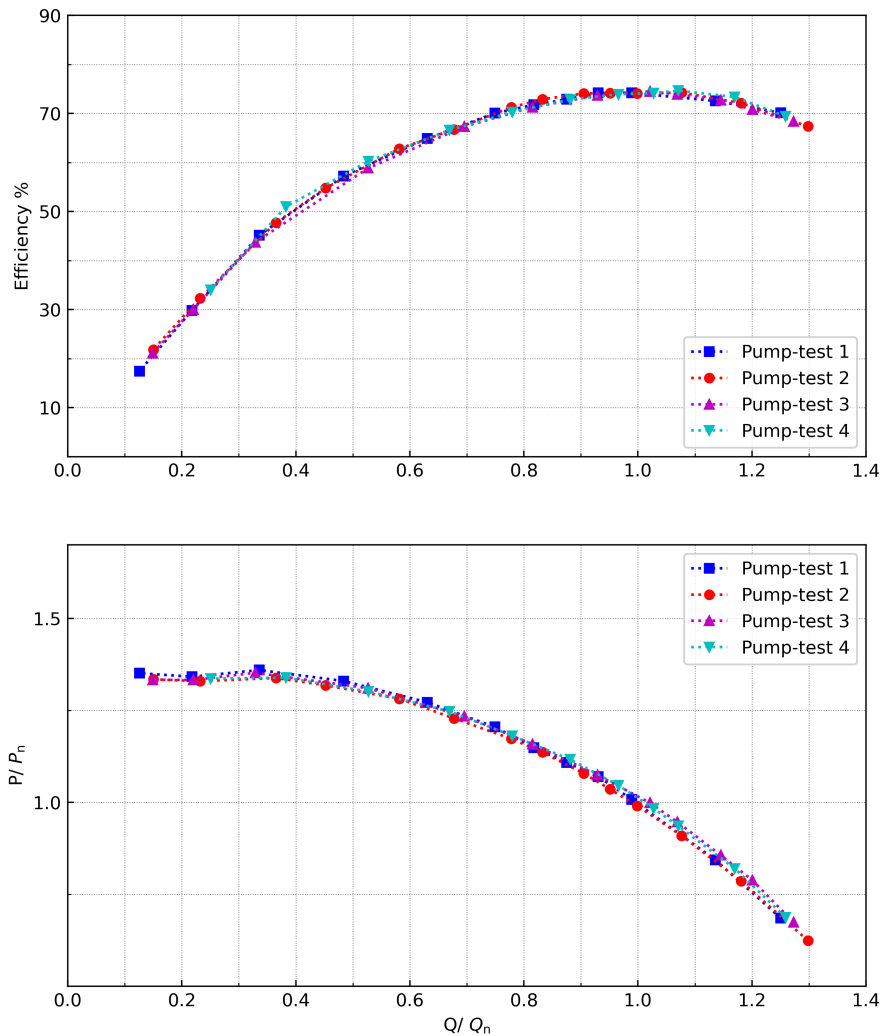 90
70
50
30
10
Efficiency %
Pump-test 1
Pump-test 2
Pump-test 3
Pump-test 4
0.0 0.2 0.4 0.6 0.8 1.0 1.2 1.4
1.5
1.0
P/ Pn
Pump-test 1
Pump-test 2
Pump-test 3
Pump-test 4
0.0 0.2 0.4 0.6 0.8 1.0 1.2 1.4
Q/ Qn